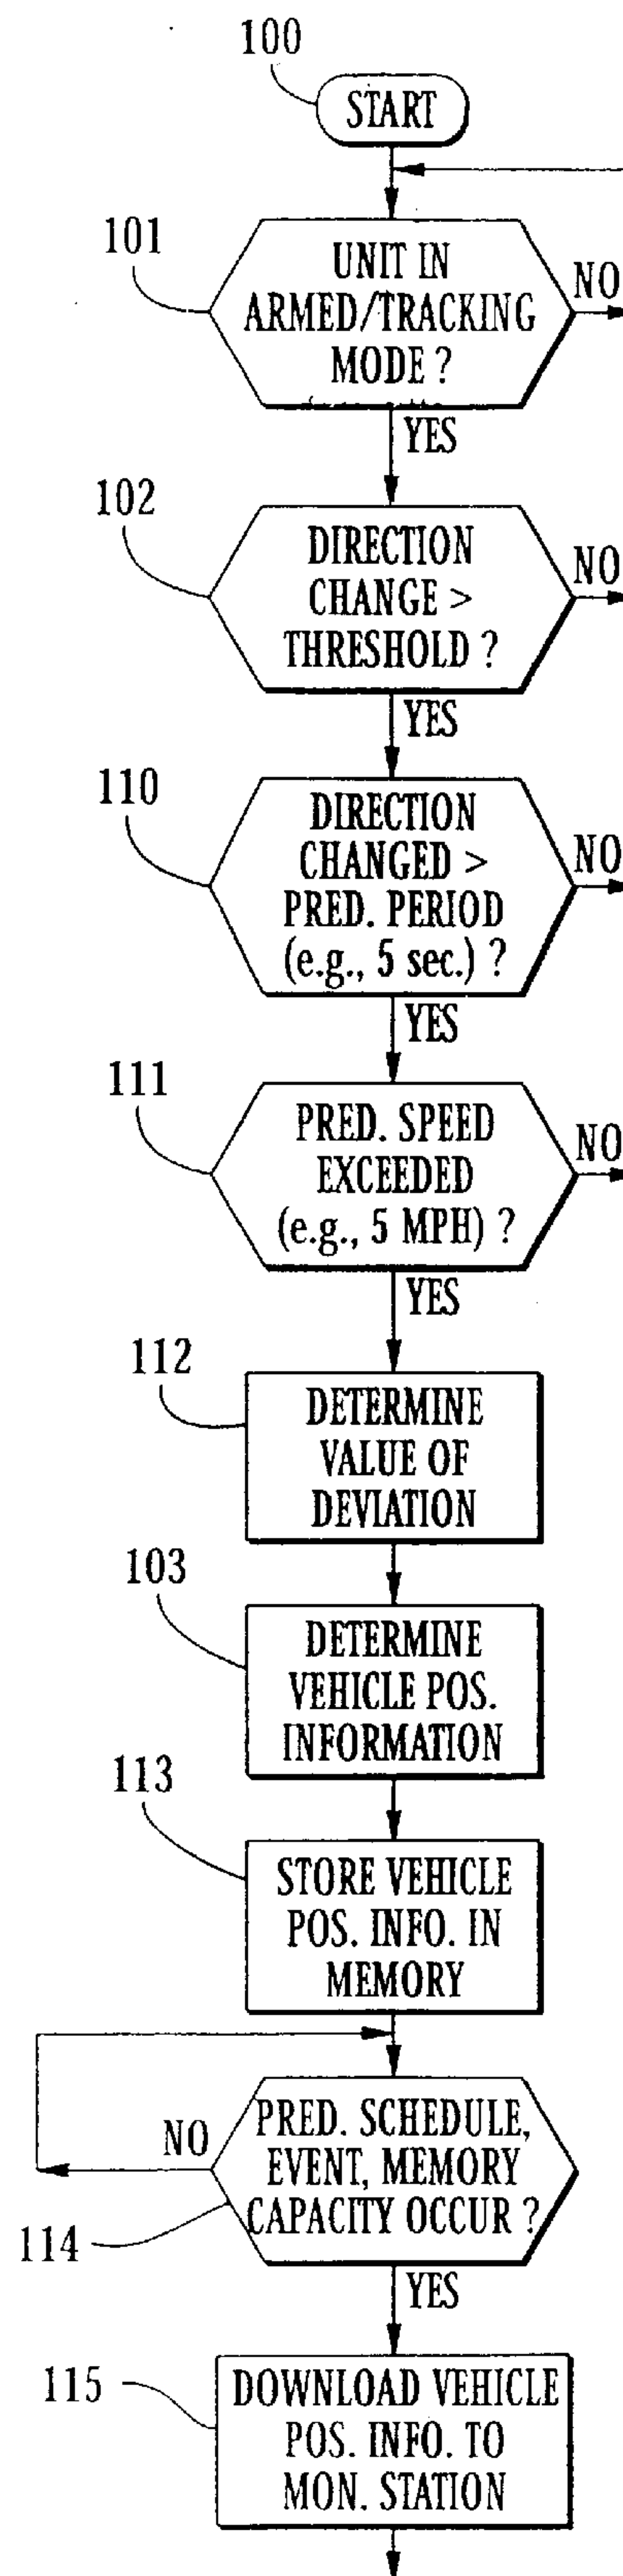 100
START
101
UNIT IN
ARMED/TRACKING
MODE ?
NO
YES
102
DIRECTION
CHANGE >
THRESHOLD ?
NO
YES
110
DIRECTION
CHANGED >
PRED. PERIOD
(e.g., 5 sec.) ?
NO
YES
111
PRED. SPEED
EXCEEDED
(e.g., 5 MPH) ?
NO
YES
112
DETERMINE
VALUE OF
DEVIATION
103
DETERMINE
VEHICLE POS.
INFORMATION
113
STORE VEHICLE
POS. INFO. IN
MEMORY
NO
PRED. SCHEDULE,
EVENT, MEMORY
CAPACITY OCCUR ?
114
YES
115
DOWNLOAD VEHICLE
POS. INFO. TO
MON. STATION